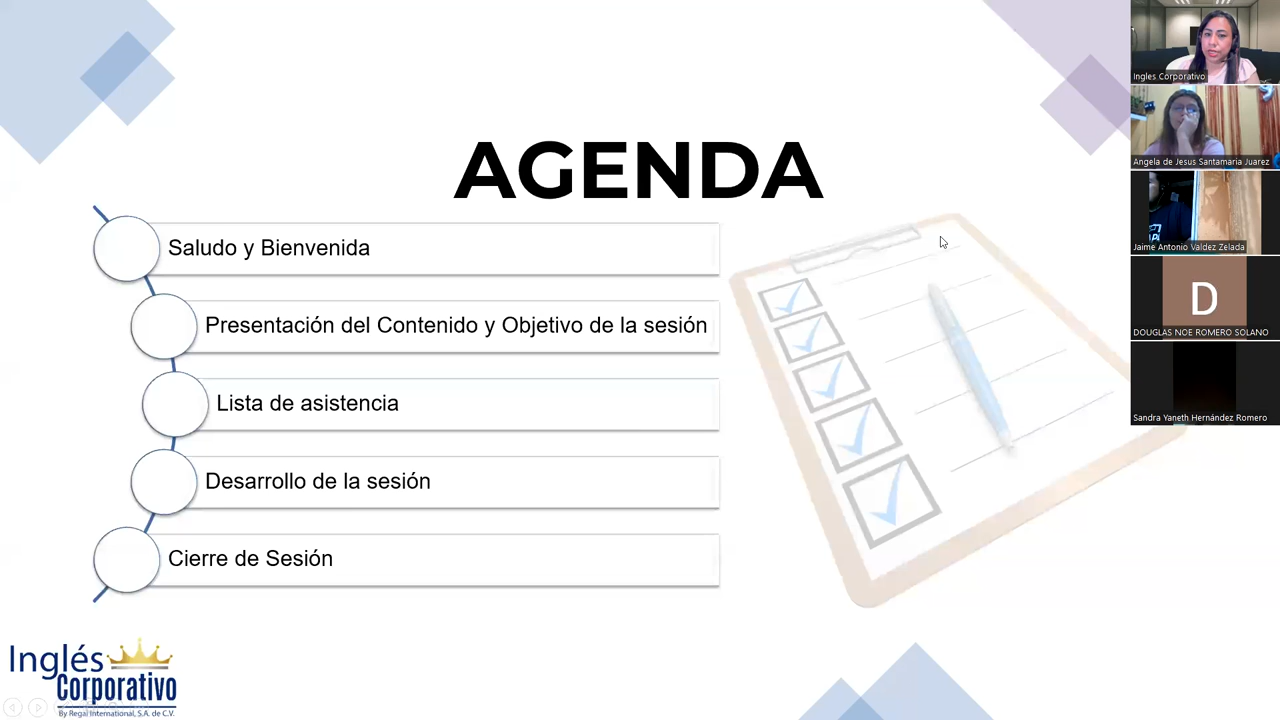 AGENDA
Saludo y Bienvenida
Presentación del Contenido y Objetivo de la sesión
Lista de asistencia
Desarrollo de la sesión
Cierre de Sesión
Inglés
Corporativo
By Regal International, S.A. de C.V.
Ingles Corporativo
Angela de Jesus Santamaria Juarez
Jaime Antonio Valdez Zelada
D
DOUGLAS NOE ROMERO SOLANO
Sandra Yaneth Hernández Romero